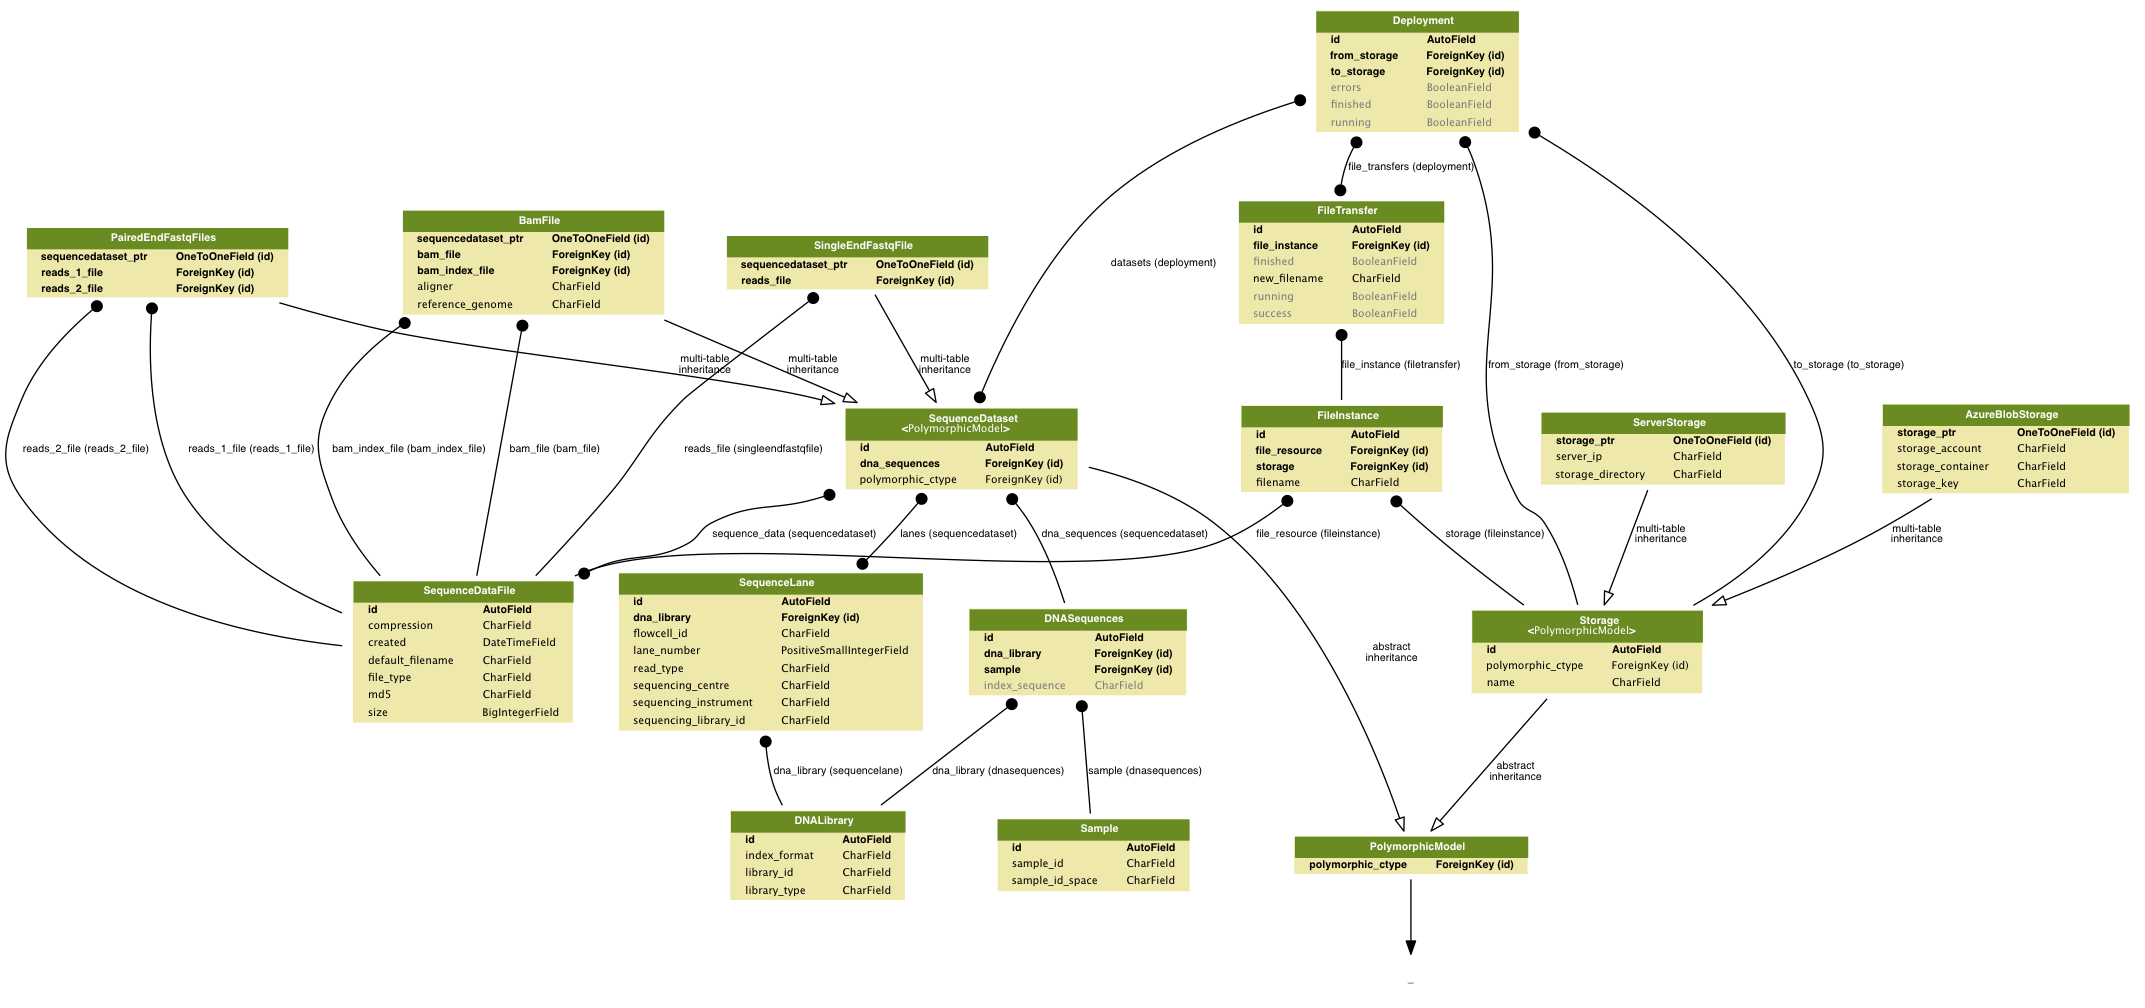 Deployment
id AutoField
from_storage ForeignKey (id)
to_storage ForeignKey (id)
errors BooleanField
finished BooleanField
running BooleanField
file_transfers (deployment)
FileTransfer
id AutoField
file_instance ForeignKey (id)
finished BooleanField
new_filename CharField
running BooleanField
success BooleanField
PairedEndFastqFiles
sequencedataset_ptr OneToOneField (id)
reads_1_file ForeignKey (id)
reads_2_file ForeignKey (id)
BamFile
sequencedataset_ptr OneToOneField (id)
bam_file ForeignKey (id)
bam_index_file ForeignKey (id)
aligner CharField
reference_genome CharField
SingleEndFastqFile
sequencedataset_ptr OneToOneField (id)
reads_file ForeignKey (id)
datasets (deployment)
multi-table
inheritance
multi-table
inheritance
multi-table
inheritance
file_instance (filetransfer)
from_storage (from_storage)
to_storage (to_storage)
SequenceDataset
<PolymorphicModel>
id AutoField
dna_sequences ForeignKey (id)
polymorphic_ctype ForeignKey (id)
FileInstance
id AutoField
file_resource ForeignKey (id)
storage ForeignKey (id)
filename CharField
ServerStorage
storage_ptr OneToOneField (id)
server_ip CharField
storage_directory CharField
AzureBlobStorage
storage_ptr OneToOneField (id)
storage_account CharField
storage_container CharField
storage_key CharField
reads_2_file (reads_2_file)
reads_1_file (reads_1_file)
bam_index_file (bam_index_file)
bam_file (bam_file)
reads_file (singleendfastqfile)
sequence_data (sequencedataset)
lanes (sequencedataset)
dna_sequences (sequencedataset)
file_resource (fileinstance)
storage (fileinstance)
multi-table
inheritance
multi-table
inheritance
SequenceDataFile
id AutoField
compression CharField
created DateTimeField
default_filename CharField
file_type CharField
md5 CharField
size BigIntegerField
SequenceLane
id AutoField
dna_library ForeignKey (id)
flowcell_id CharField
lane_number PositiveSmallIntegerField
read_type CharField
sequencing_centre CharField
sequencing_instrument CharField
sequencing_library_id CharField
DNASequences
id AutoField
dna_library ForeignKey (id)
sample ForeignKey (id)
index_sequence CharField
abstract
inheritance
Storage
<PolymorphicModel>
id AutoField
polymorphic_ctype ForeignKey (id)
name CharField
dna_library (sequencelane)
dna_library (dnasequences)
sample (dnasequences)
abstract
inheritance
DNALibrary
id AutoField
index_format CharField
library_id CharField
library_type CharField
Sample
id AutoField
sample_id CharField
sample_id_space CharField
PolymorphicModel
polymorphic_ctype ForeignKey (id)
_